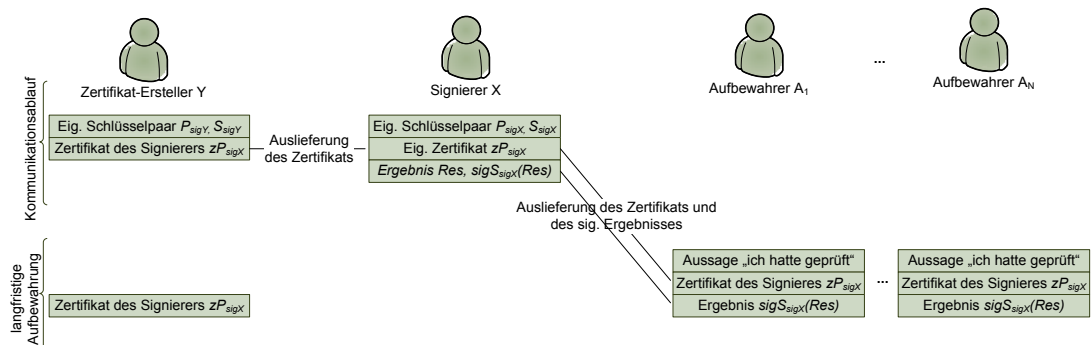 ...
Zertifikat-Ersteller Y
Signierer X
Aufbewahrer A1
Aufbewahrer AN
Kommunikationsablauf
Eig. Schlüsselpaar PsigY, SsigY
Zertifikat des Signierers zPsigX
Auslieferung
des Zertifikats
Eig. Schlüsselpaar PsigX, SsigX
Eig. Zertifikat zPsigX
Ergebnis Res, sigSsigX(Res)
Auslieferung des Zertifikats und
des sig. Ergebnisses
langfristige
Aufbewahrung
Zertifikat des Signierers zPsigX
Aussage „ich hatte geprüft“
Zertifikat des Signieres zPsigX
Ergebnis sigSsigX(Res)
...
Aussage „ich hatte geprüft“
Zertifikat des Signieres zPsigX
Ergebnis sigSsigX(Res)